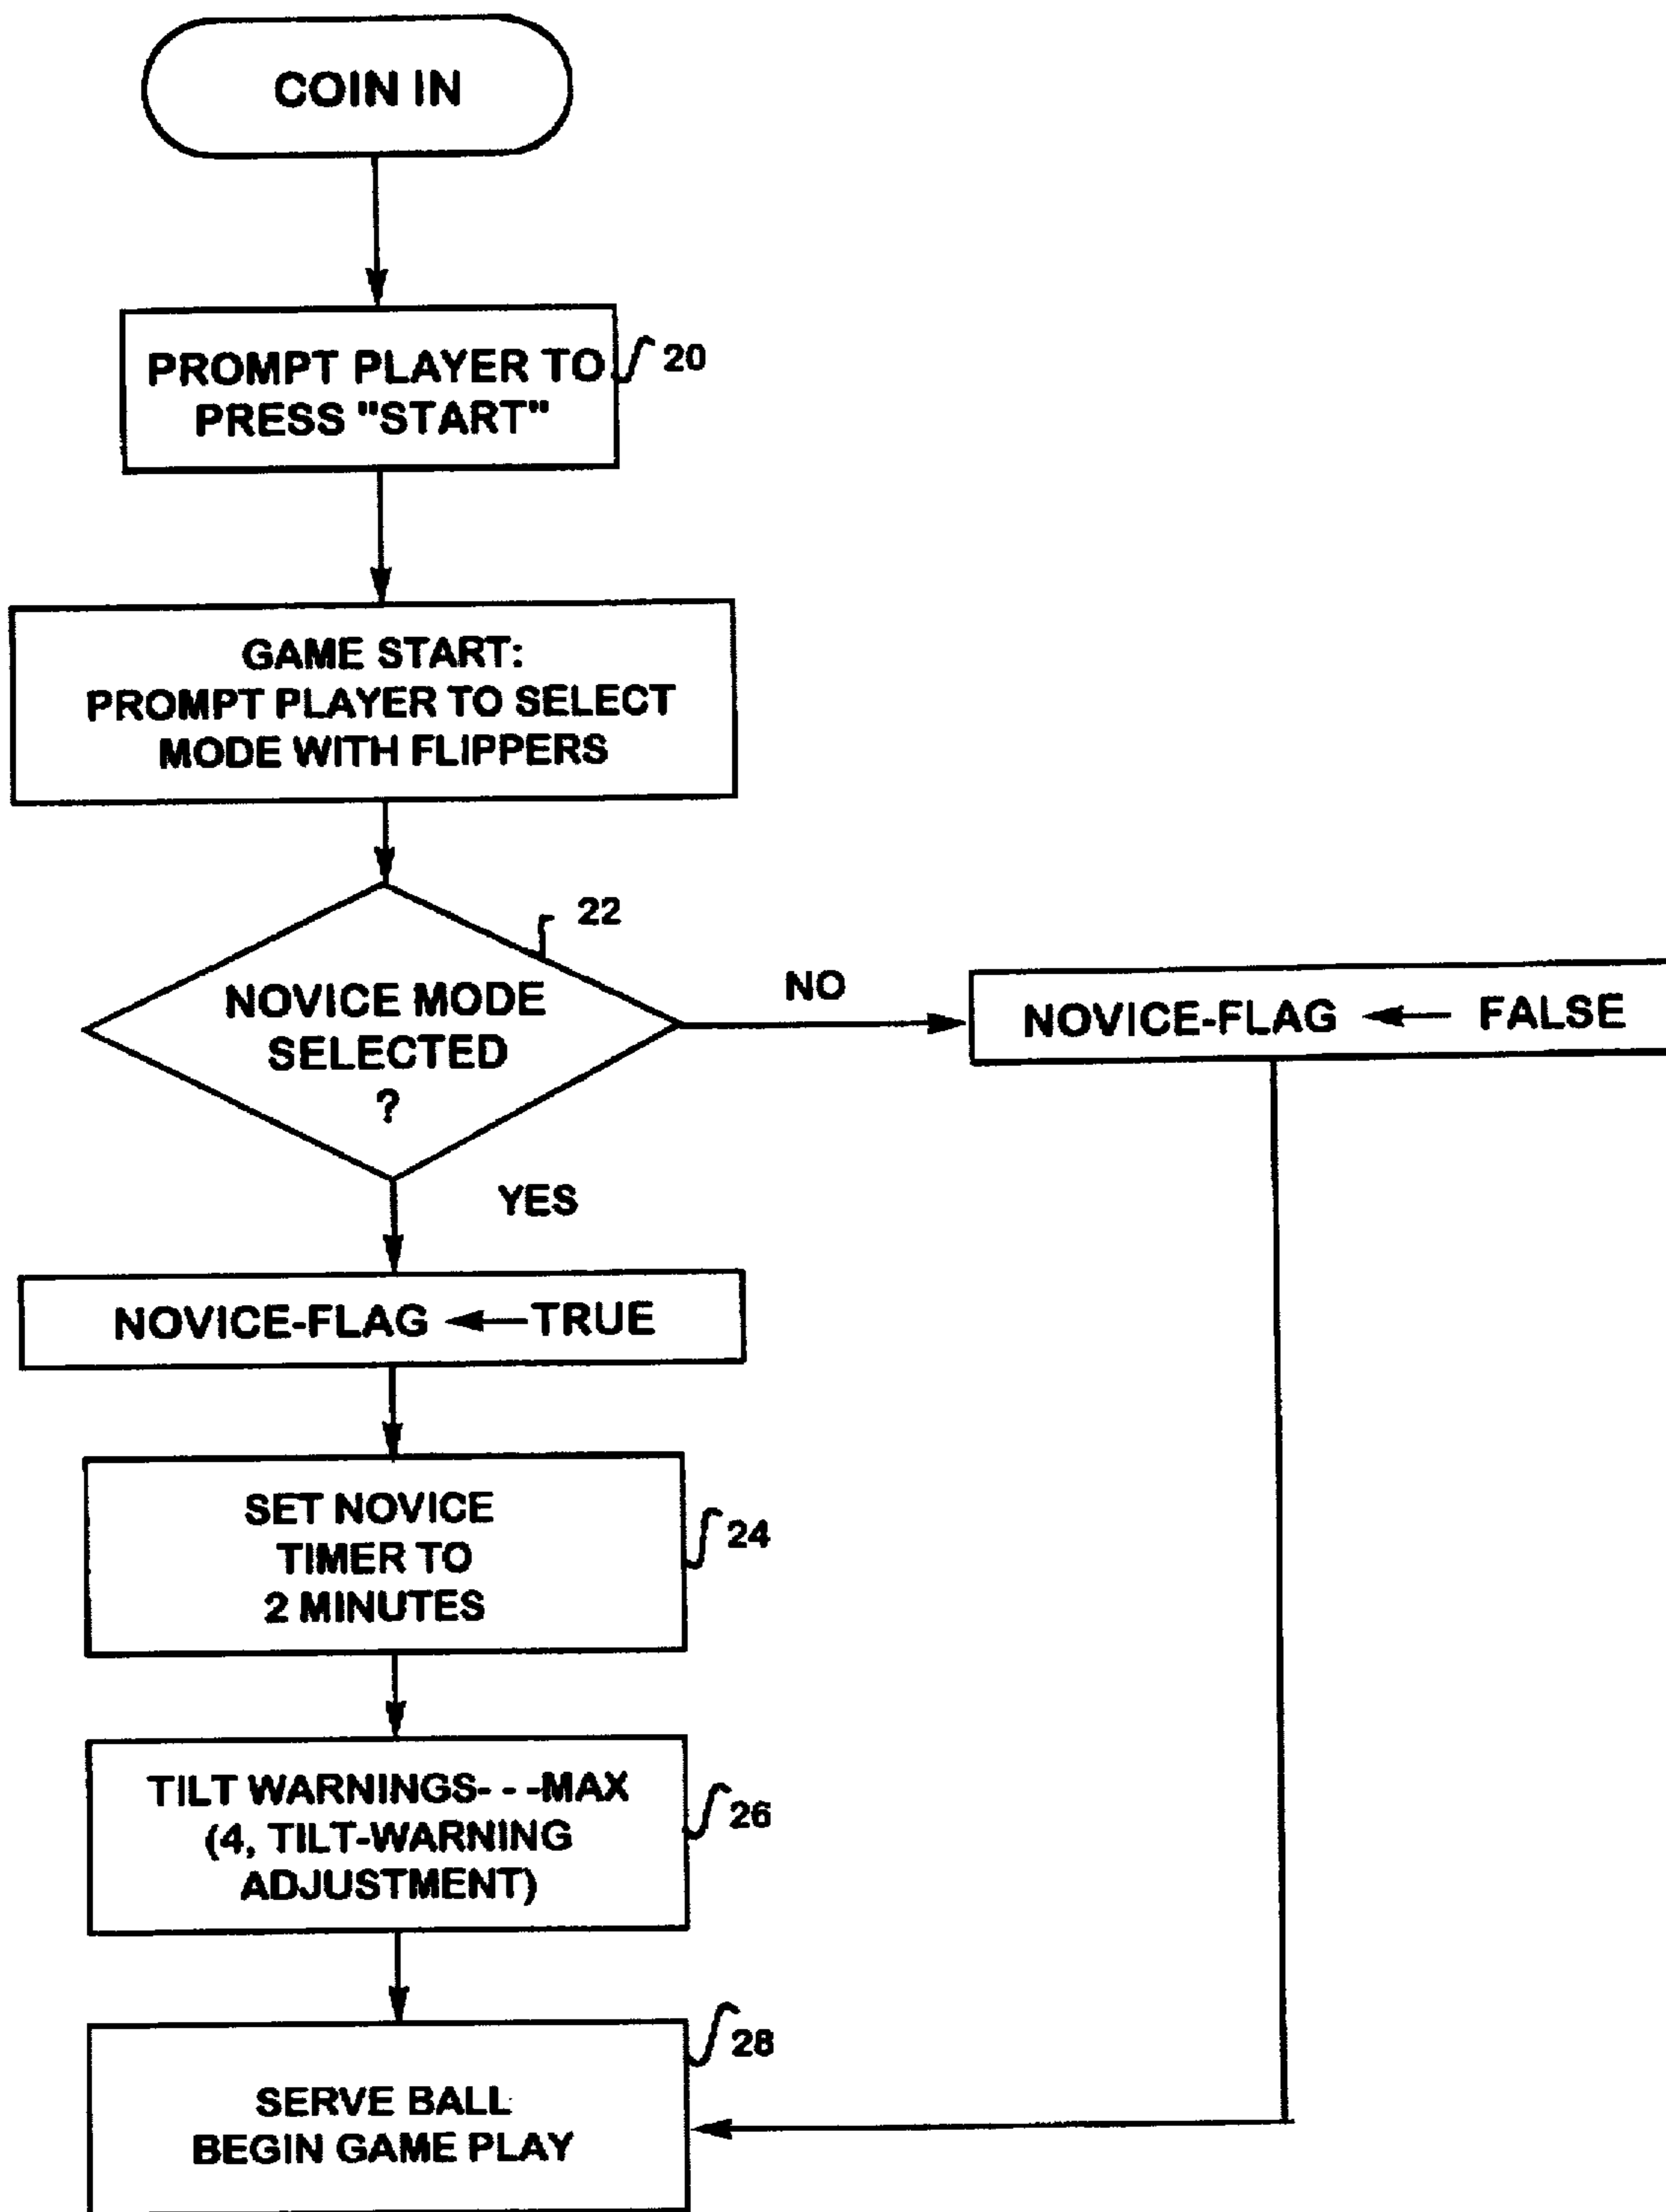 COIN IN
PROMPT PLAYER TO
PRESS "START"
20
GAME START:
PROMPT PLAYER TO SELECT
MODE WITH FLIPPERS
22
NOVICE MODE
SELECTED
?
NO
NOVICE-FLAG ← FALSE
YES
NOVICE-FLAG ← TRUE
SET NOVICE
TIMER TO
2 MINUTES
24
TILT WARNINGS- - -MAX
(4, TILT-WARNING
ADJUSTMENT)
26
28
SERVE BALL
BEGIN GAME PLAY